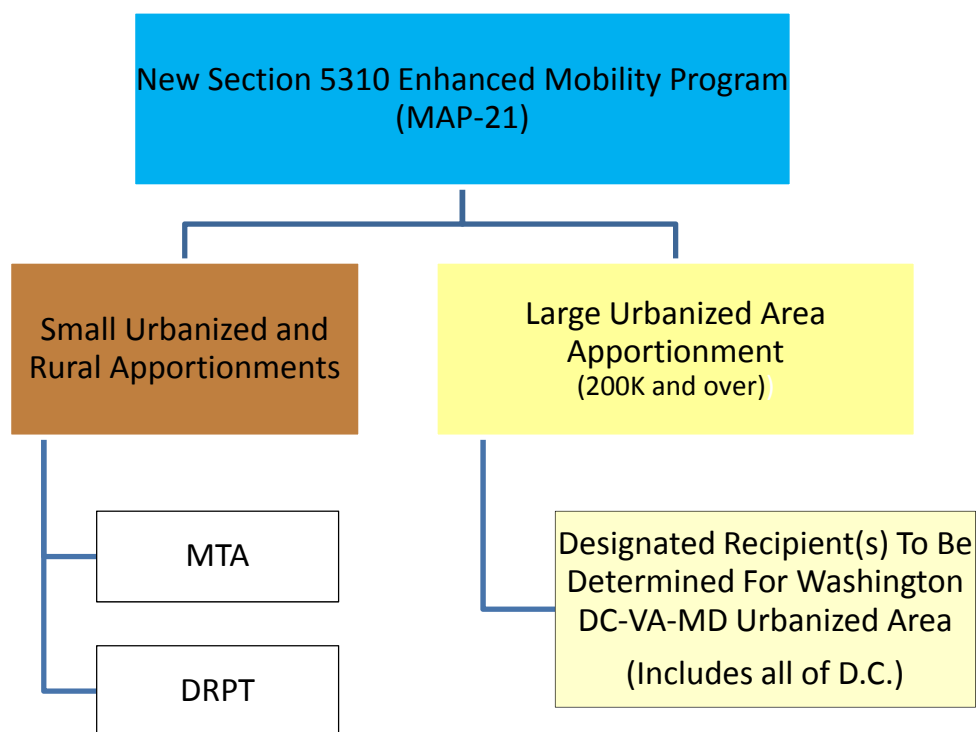 New Section 5310 Enhanced Mobility Program
(MAP-21)
Small Urbanized and
Rural Apportionments
Large Urbanized Area
Apportionment
(200K and over))
MTA
DRPT
Designated Recipient(s) To Be
Determined For Washington
DC-VA-MD Urbanized Area
(Includes all of D.C.)